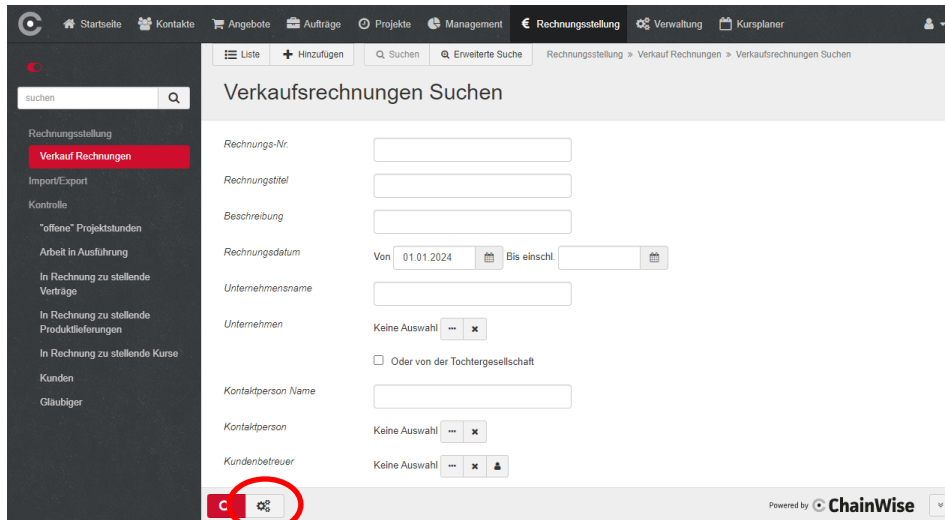 Startseite Kontakte Angebote Aufträge Projekte Management € Rechnungsstellung Verwaltung Kursplaner
Liste Hinzufügen Suchen Erweiterte Suche Rechnungsstellung » Verkauf Rechnungen » Verkaufsrechnungen Suchen
suchen
Rechnungsstellung
Verkauf Rechnungen
Import/Export
Kontrolle
"offene" Projektstunden
Arbeit in Ausführung
In Rechnung zu stellende
Verträge
In Rechnung zu stellende
Produktlieferungen
In Rechnung zu stellende Kurse
Kunden
Gläubiger
Verkaufsrechnungen Suchen
Rechnungs-Nr.
Rechnungstitel
Beschreibung
Rechnungsdatum Von 01.01.2024 Bis einschl.
Unternehmensname
Unternehmen Keine Auswahl
Oder von der Tochtergesellschaft
Kontaktperson Name
Kontaktperson Keine Auswahl
Kundenbetreuer Keine Auswahl
Powered by ChainWise